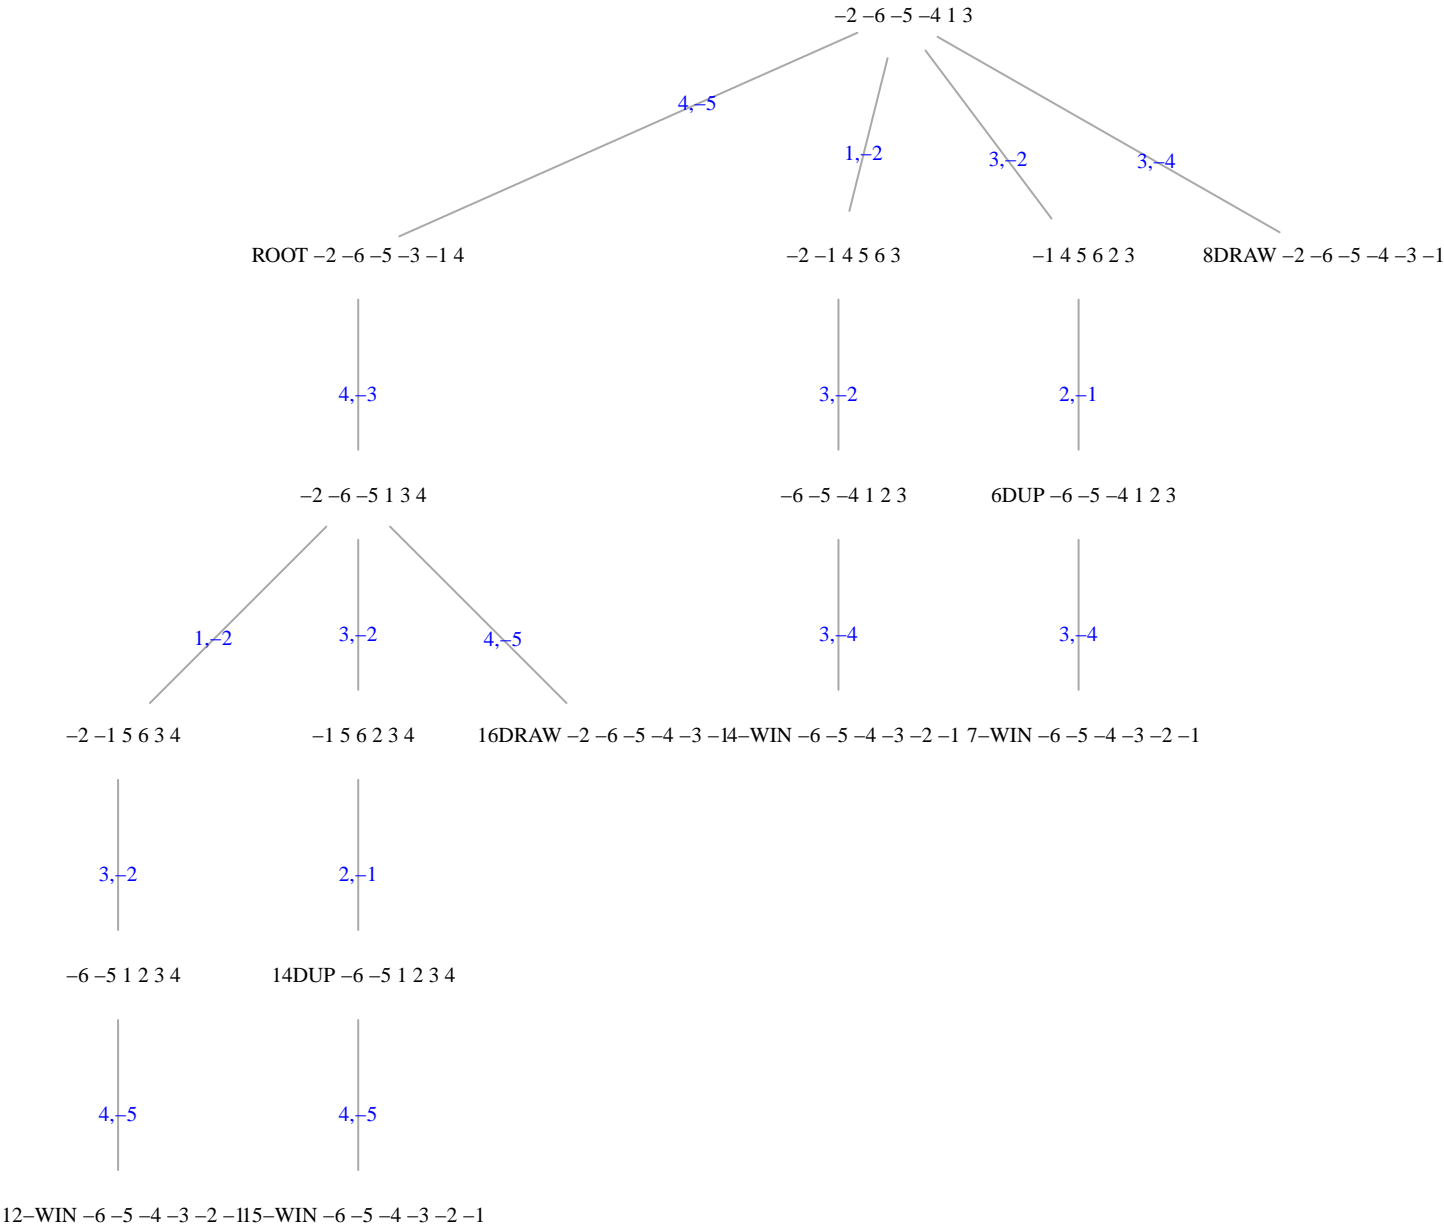 –2 –6 –5 –4 1 3
4,–5
1,–2
3,–2
3,–4
ROOT –2 –6 –5 –3 –1 4
–2 –1 4 5 6 3
–1 4 5 6 2 3
8DRAW –2 –6 –5 –4 –3 –1
4,–3
3,–2
2,–1
–2 –6 –5 1 3 4
–6 –5 –4 1 2 3
6DUP –6 –5 –4 1 2 3
1,–2
3,–2
4,–5
3,–4
3,–4
–2 –1 5 6 3 4
–1 5 6 2 3 4
16DRAW –2 –6 –5 –4 –3 –1
4–WIN –6 –5 –4 –3 –2 –1
7–WIN –6 –5 –4 –3 –2 –1
3,–2
2,–1
–6 –5 1 2 3 4
14DUP –6 –5 1 2 3 4
4,–5
4,–5
12–WIN –6 –5 –4 –3 –2 –1
15–WIN –6 –5 –4 –3 –2 –1